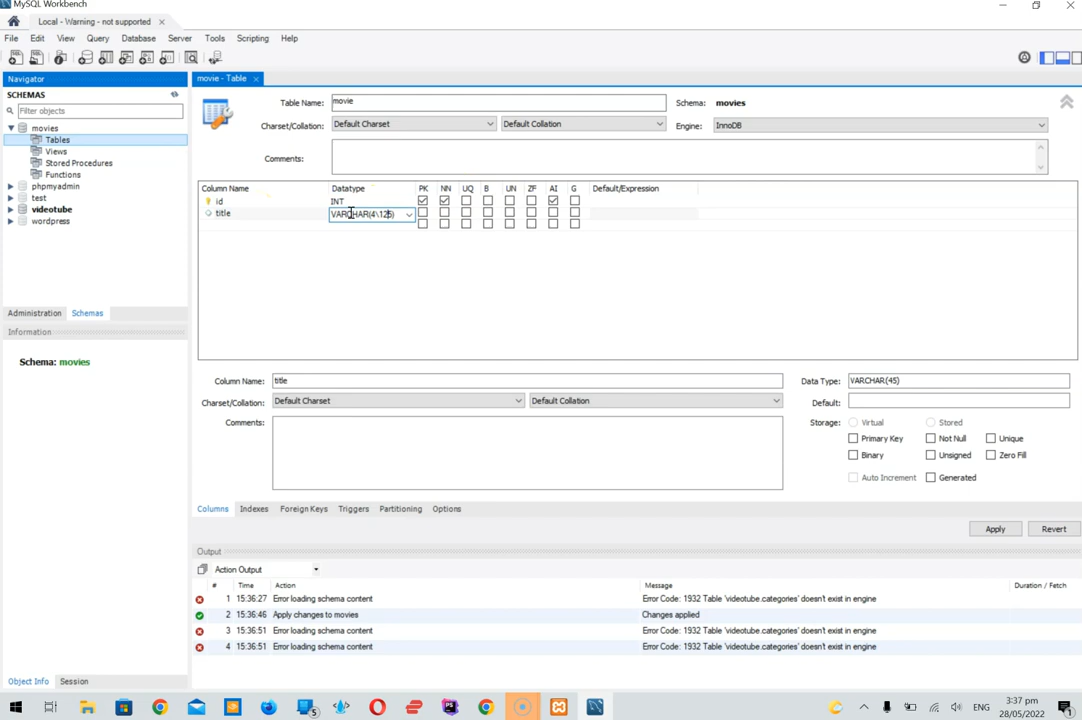 MySQL Workbench
Local - Warning - not supported
File Edit View Query Database Server Tools Scripting Help
Navigator
SCHEMAS
Filter objects
movies
Tables
Views
Stored Procedures
Functions
phpmyadmin
test
videotube
wordpress
Administration Schemas
Information
Schema: movies
Object Info Session
movie - Table
Table Name: movie Schema: movies
Charset/Collation: Default Charset Default Collation Engine: InnoDB
Comments:
Column Name Datatype PK NN UQ B UN ZF AI G Default/Expression
id INT
title VARCHAR(4\125)
Column Name: title Data Type: VARCHAR(45)
Charset/Collation: Default Charset Default Collation Default:
Comments: Storage: Virtual Stored
Primary Key Not Null Unique
Binary Unsigned Zero Fill
Auto Increment Generated
Columns Indexes Foreign Keys Triggers Partitioning Options
Apply Revert
Output
Action Output
# Time Action Message Duration / Fetch
1 15:36:27 Error loading schema content Error Code: 1932 Table 'videotube.categories' doesn't exist in engine
2 15:36:46 Apply changes to movies Changes applied
3 15:36:51 Error loading schema content Error Code: 1932 Table 'videotube.categories' doesn't exist in engine
4 15:36:51 Error loading schema content Error Code: 1932 Table 'videotube.categories' doesn't exist in engine
5
ENG
3:37 pm
28/05/2022
1